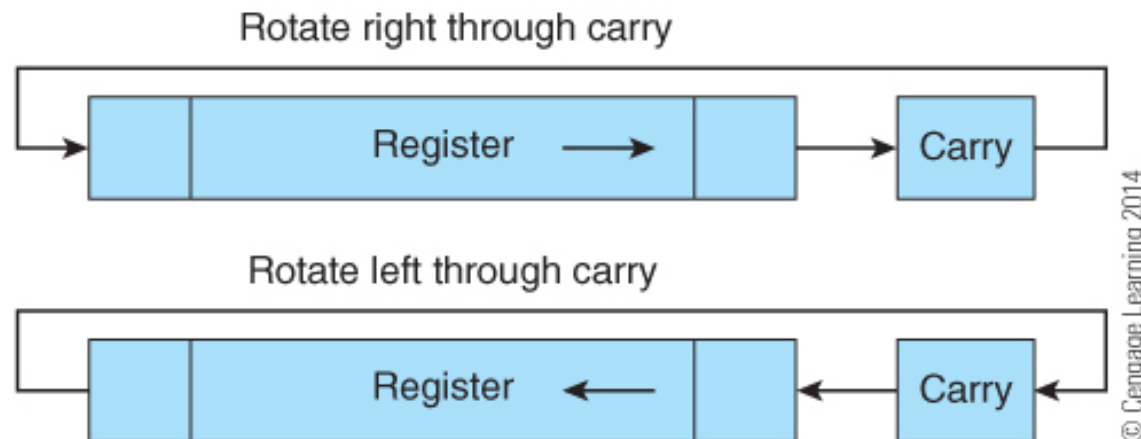 Rotate right through carry
Register
Carry
Rotate left through carry
Register
Carry
© Cengage Learning 2014